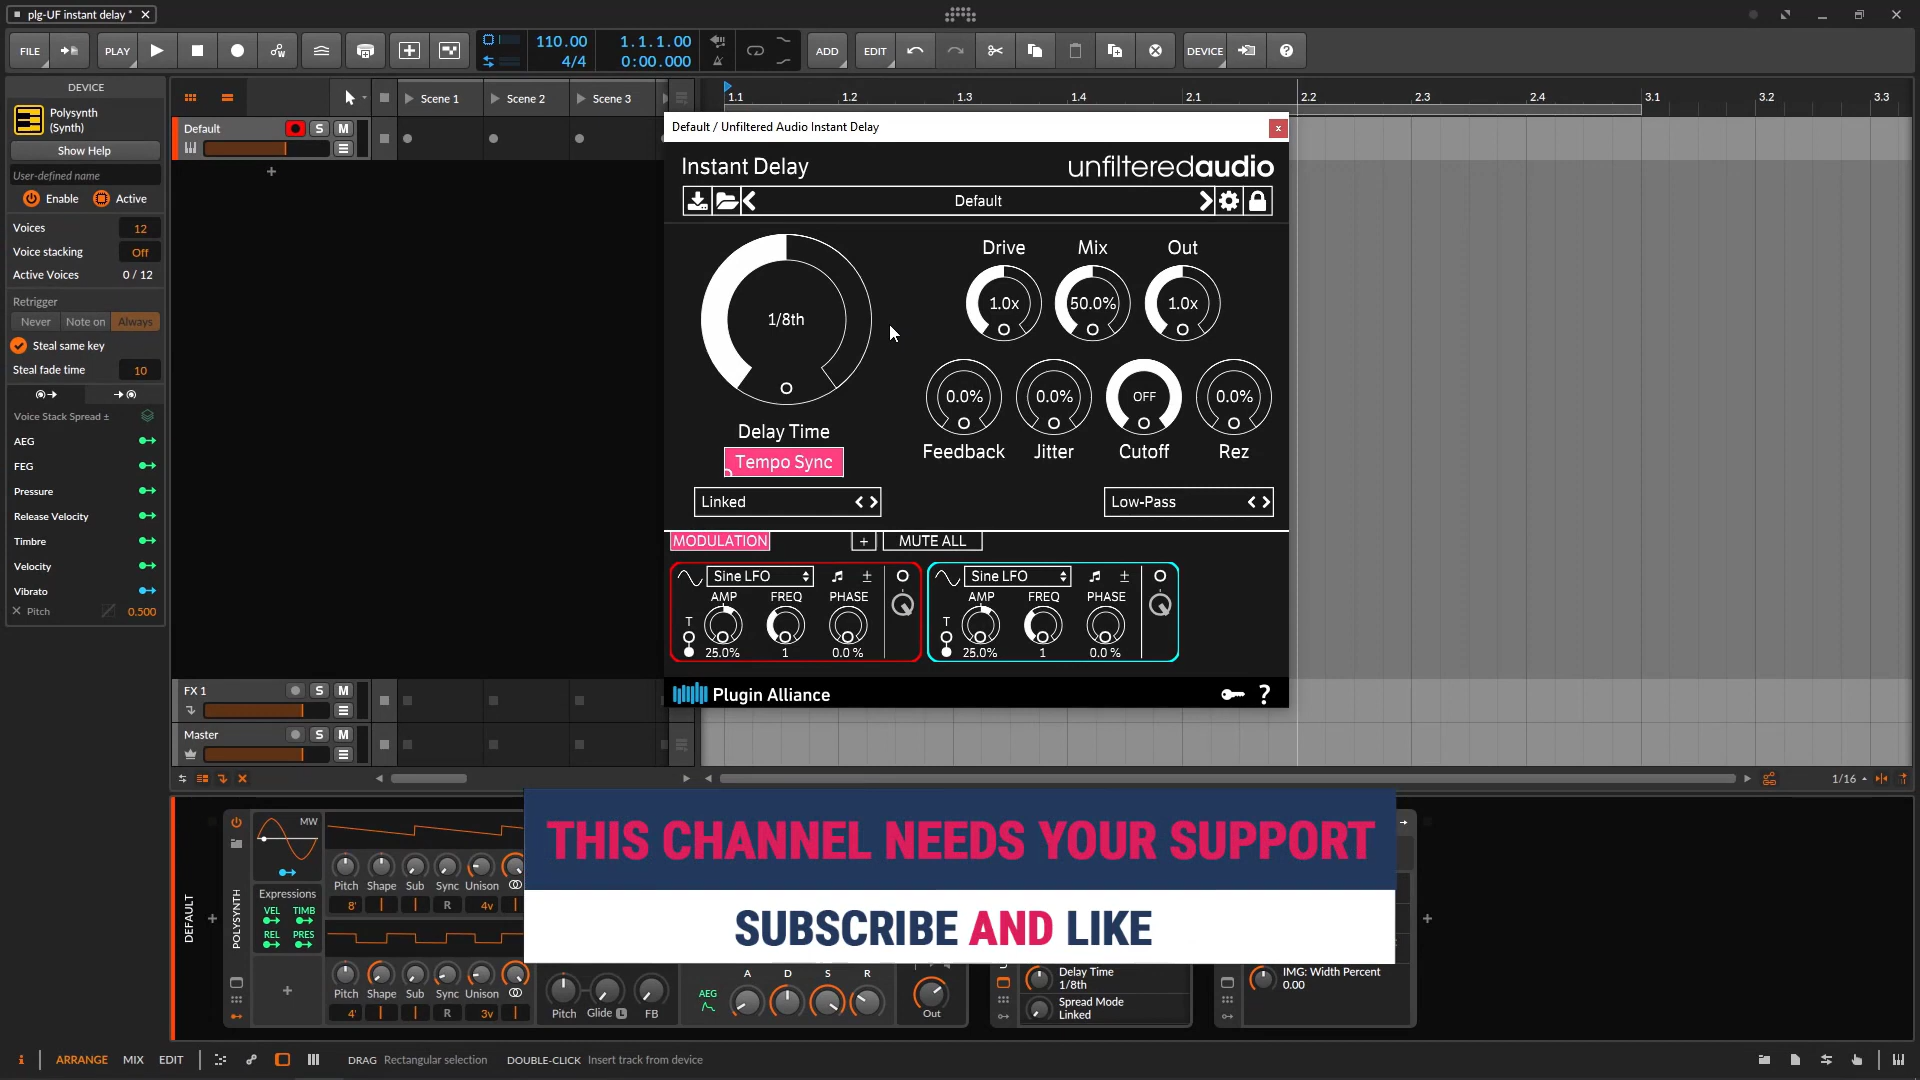 plg-UF instant delay *
FILE
PLAY
110.00
4/4
1.1.1.00
0:00.000
ADD
EDIT
DEVICE
DEVICE
Polysynth
(Synth)
Show Help
User-defined name
Enable
Active
Voices
12
Voice stacking
Off
Active Voices
0 / 12
Retrigger
Never
Note on
Always
Steal same key
Steal fade time
10
Voice Stack Spread ±
AEG
FEG
Pressure
Release Velocity
Timbre
Velocity
Vibrato
Pitch
0.500
Scene 1
Scene 2
Scene 3
Default
S
M
1.1
1.2
1.3
1.4
2.1
2.2
2.3
2.4
3.1
3.2
3.3
Default / Unfiltered Audio Instant Delay
x
Instant Delay
unfilteredaudio
Default
Drive
Mix
Out
1/8th
1.0x
50.0%
1.0x
0.0%
0.0%
OFF
0.0%
Delay Time
Feedback
Jitter
Cutoff
Rez
Tempo Sync
Linked
Low-Pass
MODULATION
+
MUTE ALL
Sine LFO
±
AMP
FREQ
PHASE
T
25.0%
1
0.0 %
Sine LFO
±
AMP
FREQ
PHASE
T
25.0%
1
0.0 %
Plugin Alliance
?
FX 1
S
M
Master
S
M
1/16
DEFAULT
POLYSYNTH
MW
Expressions
VEL
TIMB
REL
PRES
Pitch
Shape
Sub
Sync
Unison
8'
R
4v
Pitch
Shape
Sub
Sync
Unison
4'
R
3v
THIS CHANNEL NEEDS YOUR SUPPORT
SUBSCRIBE AND LIKE
Pitch
Glide
L
FB
AEG
A
D
S
R
Out
Delay Time
1/8th
Spread Mode
Linked
IMG: Width Percent
0.00
i
ARRANGE
MIX
EDIT
DRAG
Rectangular selection
DOUBLE-CLICK
Insert track from device